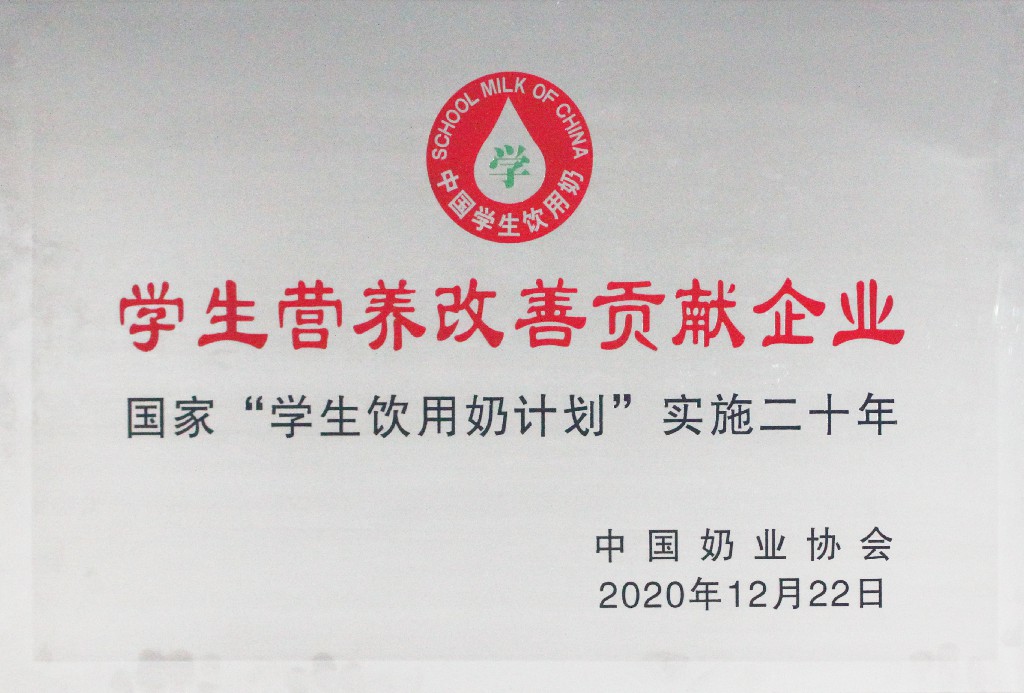 SCHOOL MILK OF CHINA
学
中国学生饮用奶
学生营养改善贡献企业
国家“学生饮用奶计划”实施二十年
中国奶业协会
2020年12月22日